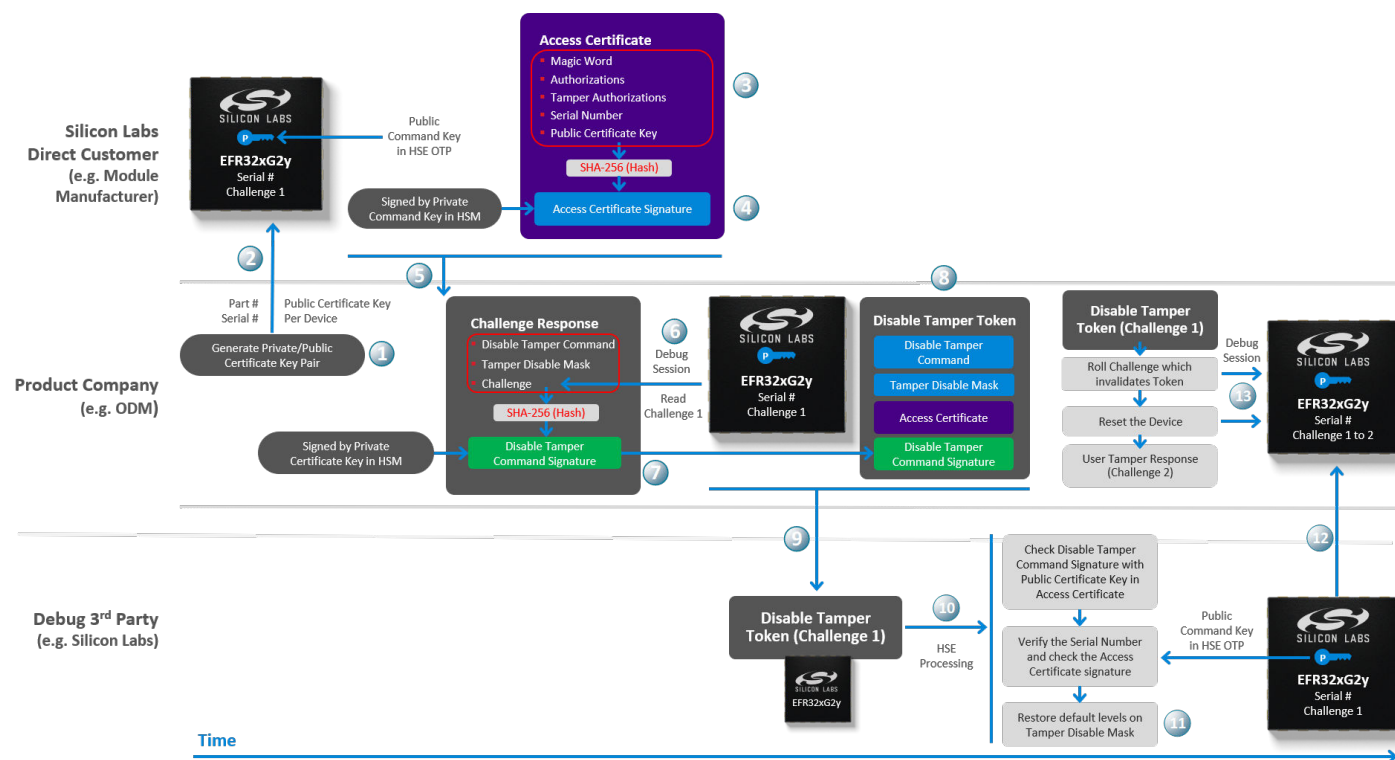 Silicon Labs
Direct Customer
(e.g. Module
Manufacturer)
SILICON LABS
P
EFR32xG2y
Serial #
Challenge 1
Public
Command Key
in HSE OTP
Access Certificate
Magic Word
Authorizations
Tamper Authorizations
Serial Number
Public Certificate Key
SHA-256 (Hash)
3
Signed by Private
Command Key in HSM
Access Certificate Signature
4
2
5
8
Product Company
(e.g. ODM)
Part #
Serial #
Public Certificate Key
Per Device
Generate Private/Public
Certificate Key Pair
1
Challenge Response
Disable Tamper Command
Tamper Disable Mask
Challenge
SHA-256 (Hash)
Signed by Private
Certificate Key in HSM
Disable Tamper
Command Signature
7
6
Debug
Session
Read
Challenge 1
SILICON LABS
P
EFR32xG2y
Serial #
Challenge 1
Disable Tamper Token
Disable Tamper
Command
Tamper Disable Mask
Access Certificate
Disable Tamper
Command Signature
Disable Tamper
Token (Challenge 1)
Roll Challenge which
invalidates Token
Reset the Device
User Tamper Response
(Challenge 2)
Debug
Session
13
SILICON LABS
P
EFR32xG2y
Serial #
Challenge 1 to 2
Debug 3rd Party
(e.g. Silicon Labs)
9
Disable Tamper
Token (Challenge 1)
SILICON LABS
EFR32xG2y
10
HSE
Processing
Check Disable Tamper
Command Signature with
Public Certificate Key in
Access Certificate
Verify the Serial Number
and check the Access
Certificate signature
Restore default levels on
Tamper Disable Mask
11
Public
Command Key
in HSE OTP
12
SILICON LABS
P
EFR32xG2y
Serial #
Challenge 1
Time